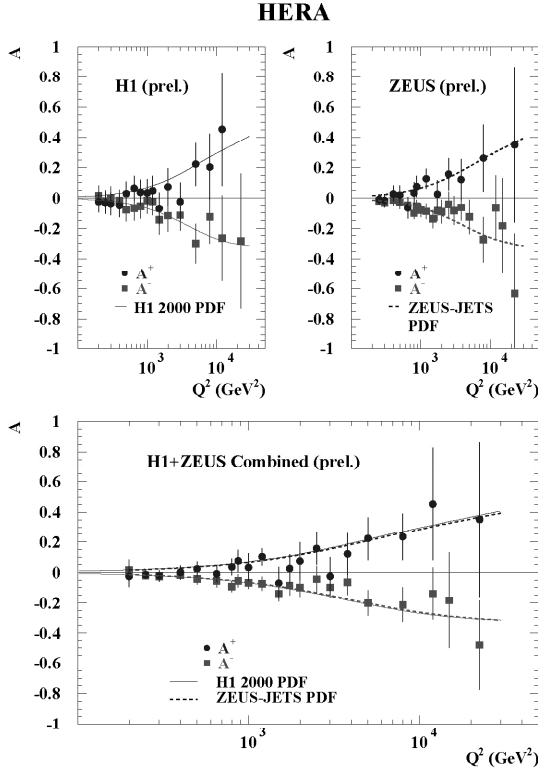 HERA
A
H1 (prel.)
1
0.8
0.6
0.4
0.2
0
-0.2
-0.4
-0.6
-0.8
-1
A⁺
A⁻
H1 2000 PDF
10³
10⁴
Q² (GeV²)
A
ZEUS (prel.)
1
0.8
0.6
0.4
0.2
0
-0.2
-0.4
-0.6
-0.8
-1
A⁺
A⁻
ZEUS-JETS
PDF
10³
10⁴
Q² (GeV²)
A
H1+ZEUS Combined (prel.)
1
0.8
0.6
0.4
0.2
0
-0.2
-0.4
-0.6
-0.8
-1
A⁺
A⁻
H1 2000 PDF
ZEUS-JETS PDF
10³
10⁴
Q² (GeV²)